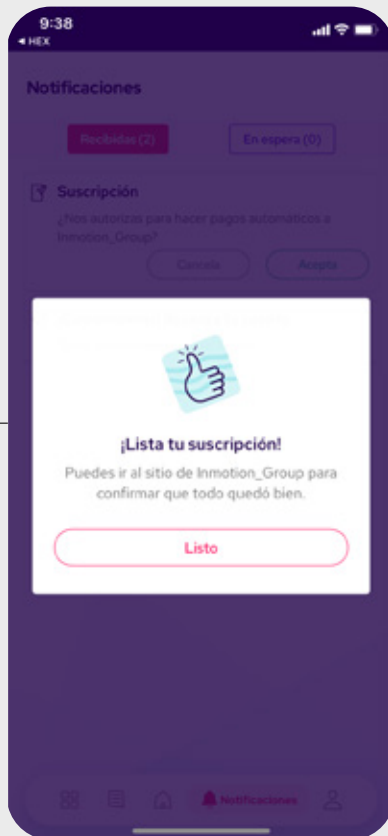 9:38
◀ HEX
Notificaciones
Recibidas (2)
En espera (0)
Suscripción
¿Nos autorizas para hacer pagos automáticos a
Inmotion_Group?
Cancela
Acepta
¡Lista tu suscripción!
Puedes ir al sitio de Inmotion_Group para
confirmar que todo quedó bien.
Listo
Notificaciones